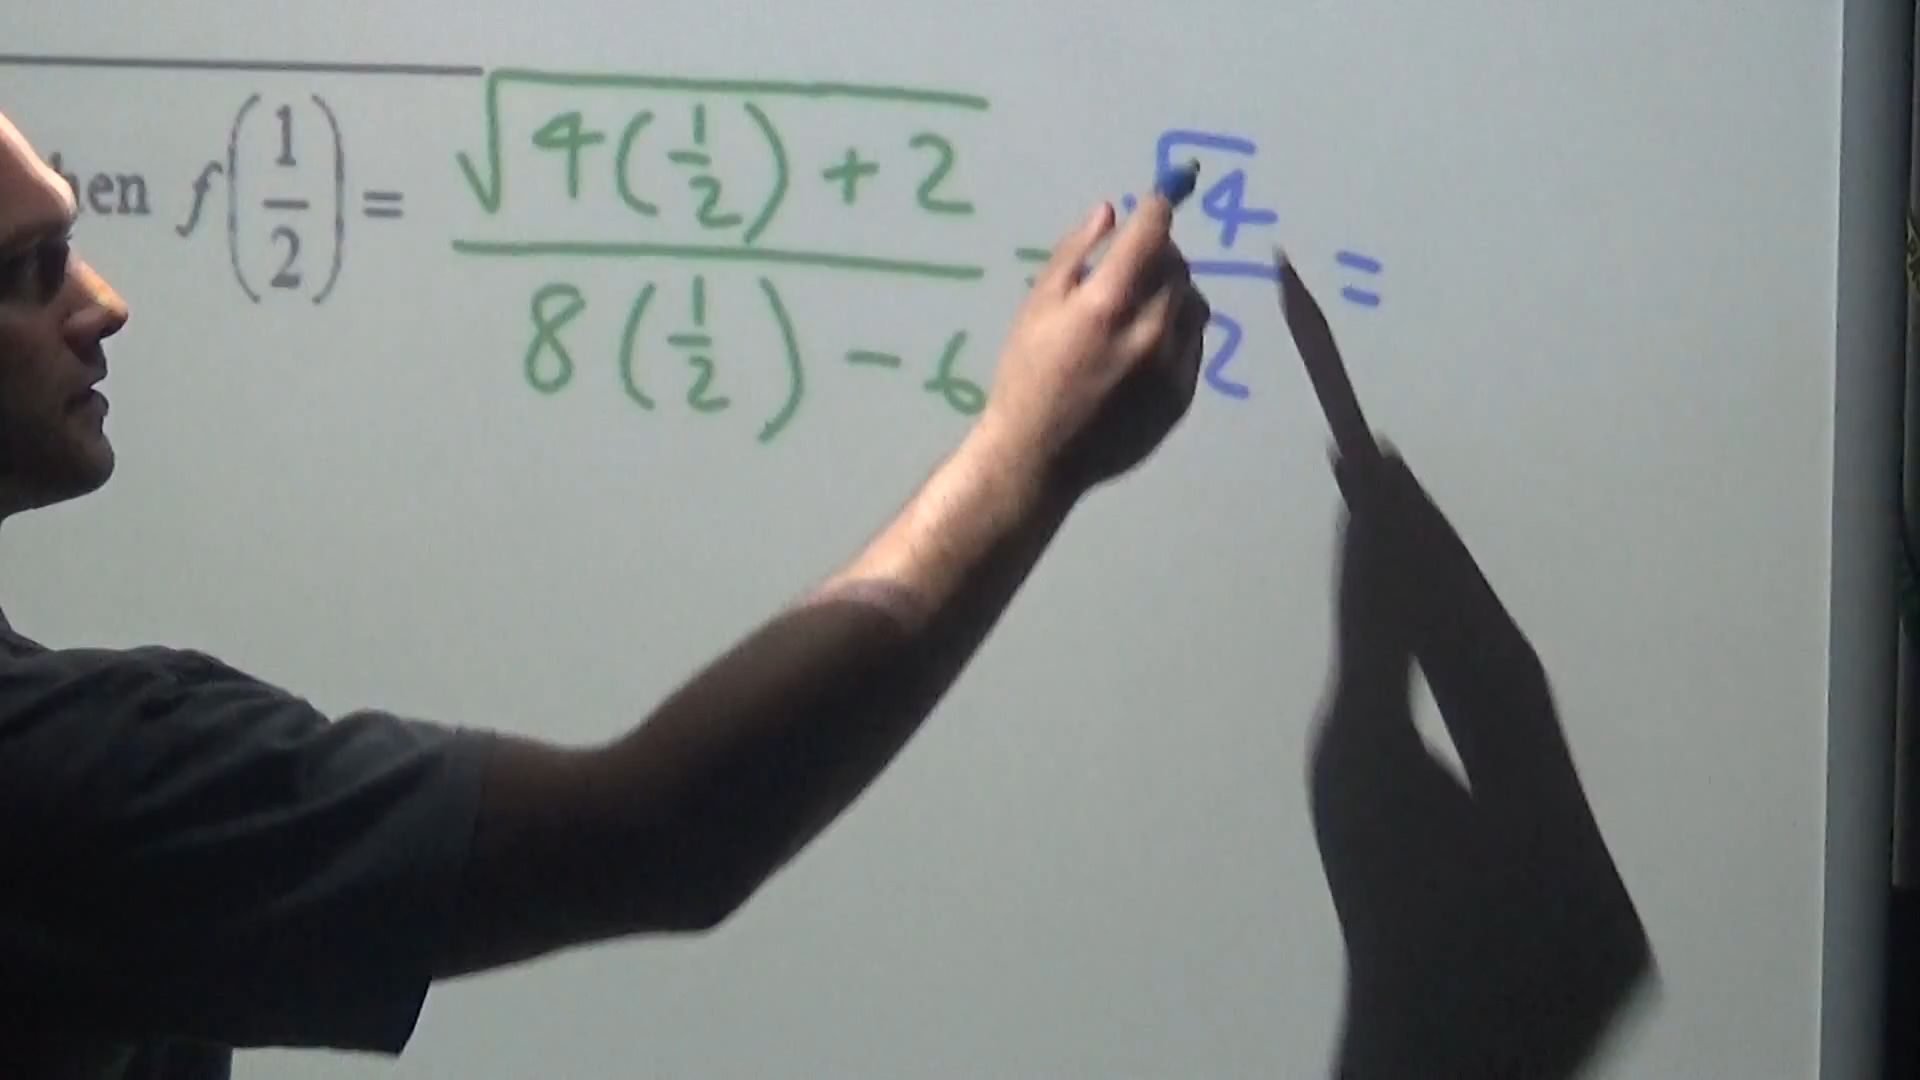 hen f(1/2) = √(4(1/2) + 2) / (8(1/2) - 6) = √4 / 2 =